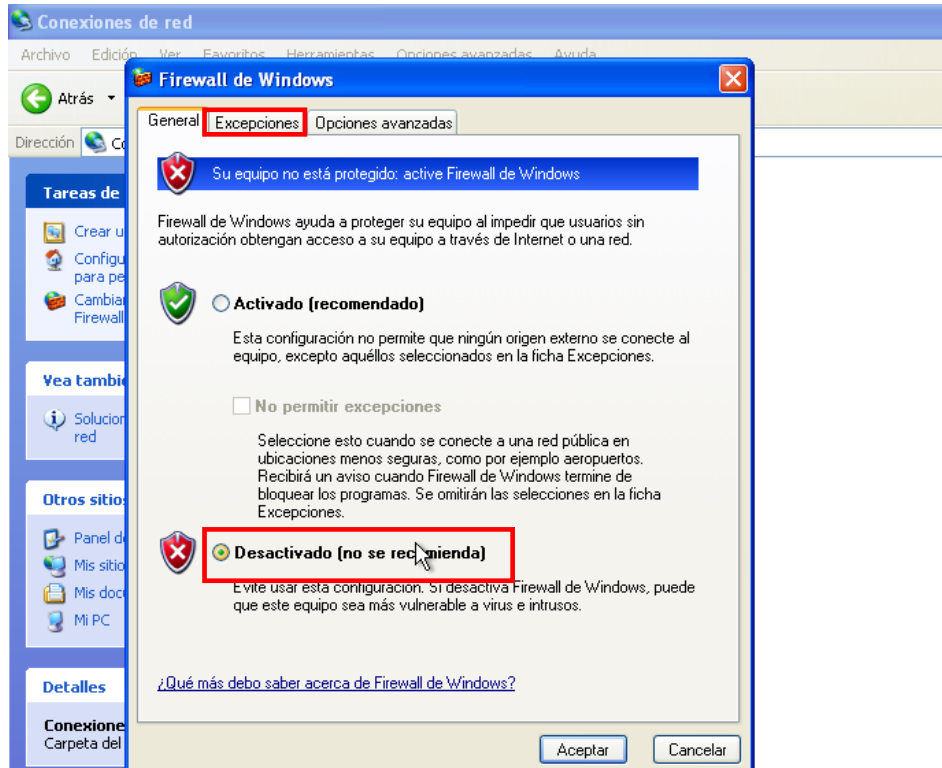 Conexiones de red
Archivo Edición Ver Favoritos Herramientas Opciones avanzadas Ayuda
Firewall de Windows
Atrás
General Excepciones Opciones avanzadas
Dirección
Su equipo no está protegido: active Firewall de Windows
Tareas de
Firewall de Windows ayuda a proteger su equipo al impedir que usuarios sin
autorización obtengan acceso a su equipo a través de Internet o una red.
Crear u
Configu
para pe
Cambiar
Firewall
Activado (recomendado)
Esta configuración no permite que ningún origen externo se conecte al
equipo, excepto aquéllos seleccionados en la ficha Excepciones.
Vea tambié
No permitir excepciones
Solucion
red
Seleccione esto cuando se conecte a una red pública en
ubicaciones menos seguras, como por ejemplo aeropuertos.
Recibirá un aviso cuando Firewall de Windows termine de
bloquear los programas. Se omitirán las selecciones en la ficha
Excepciones.
Otros sitios
Panel de
Mis sitio
Mis docu
Mi PC
Desactivado (no se recomienda)
Evite usar esta configuración. Si desactiva Firewall de Windows, puede
que este equipo sea más vulnerable a virus e intrusos.
¿Qué más debo saber acerca de Firewall de Windows?
Detalles
Conexione
Carpeta del
Aceptar Cancelar